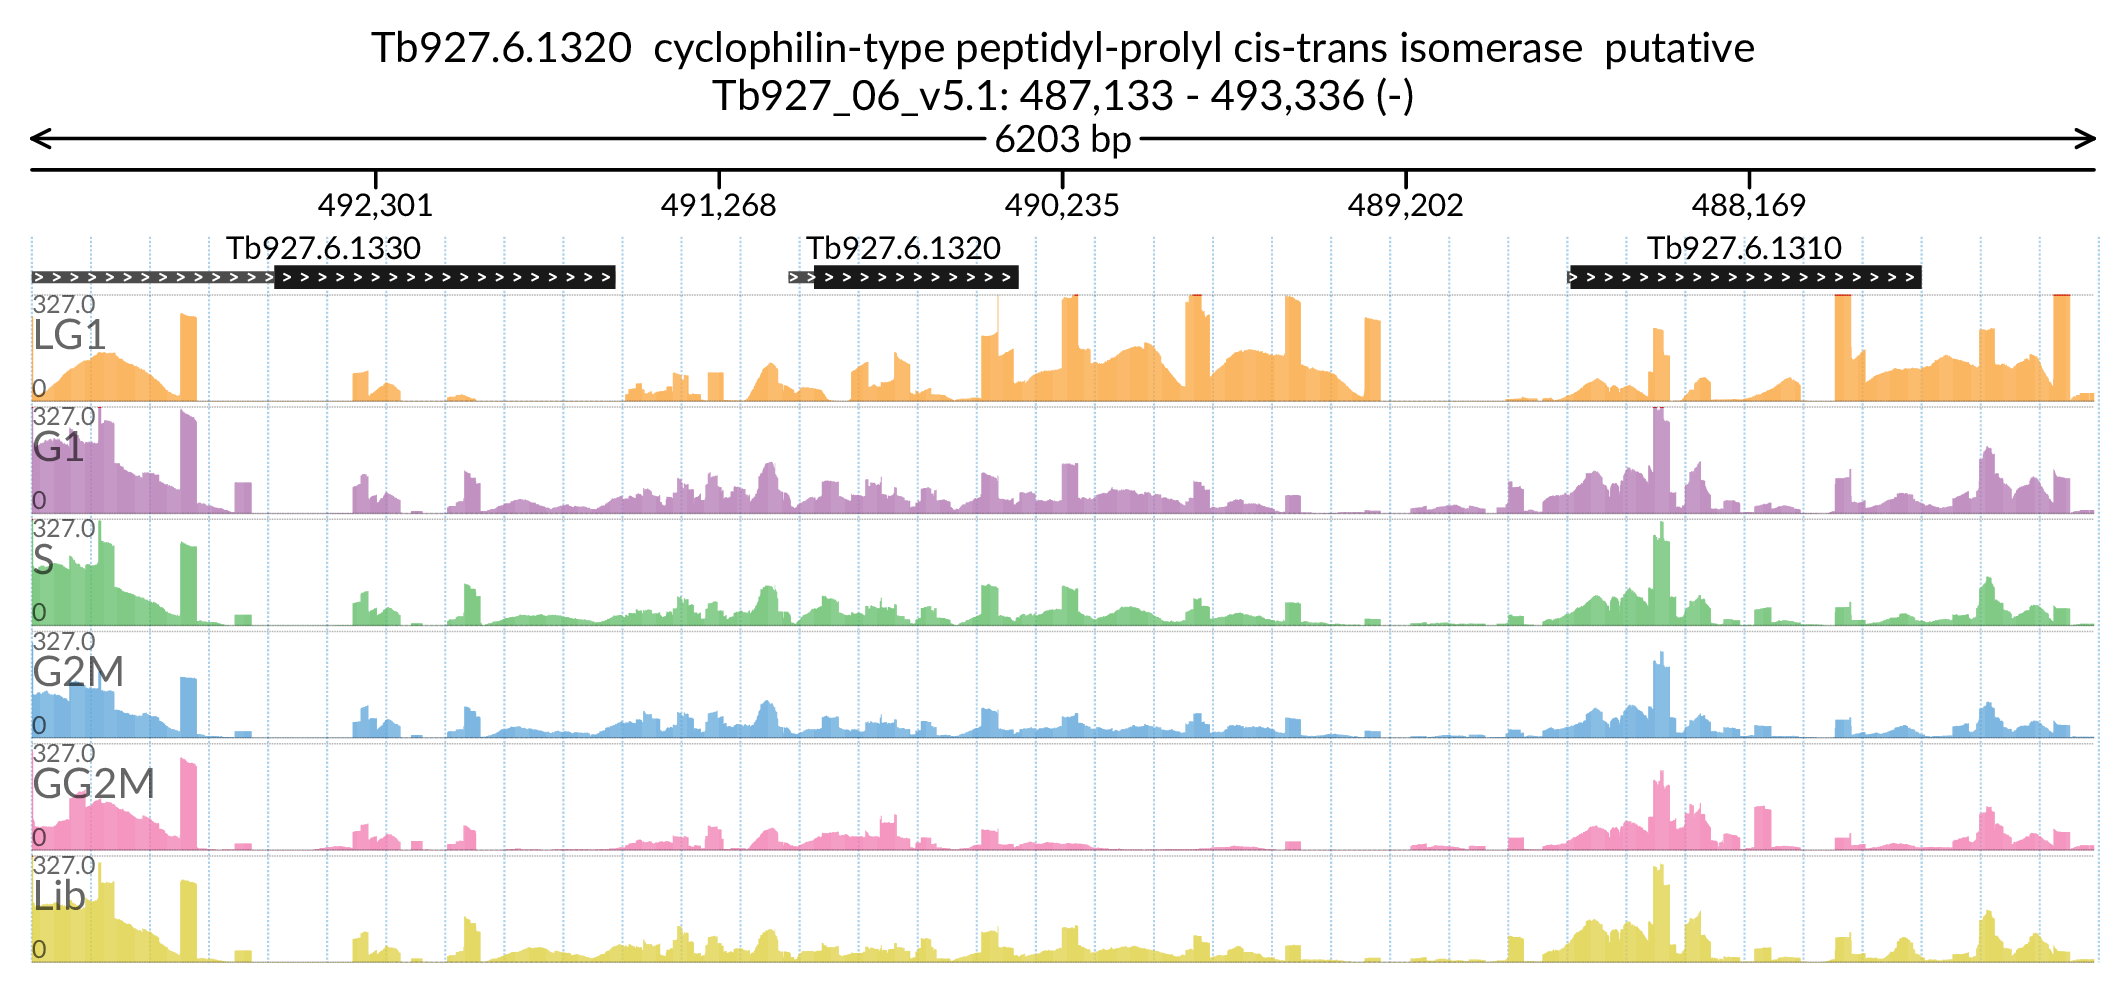 Tb927.6.1320  cyclophilin-type peptidyl-prolyl cis-trans isomerase  putative
Tb927_06_v5.1: 487,133 - 493,336 (-)
6203 bp
492,301 491,268 490,235 489,202 488,169
Tb927.6.1330 Tb927.6.1320 Tb927.6.1310
327.0
LG1
0
327.0
G1
0
327.0
S
0
327.0
G2M
0
327.0
GG2M
0
327.0
Lib
0